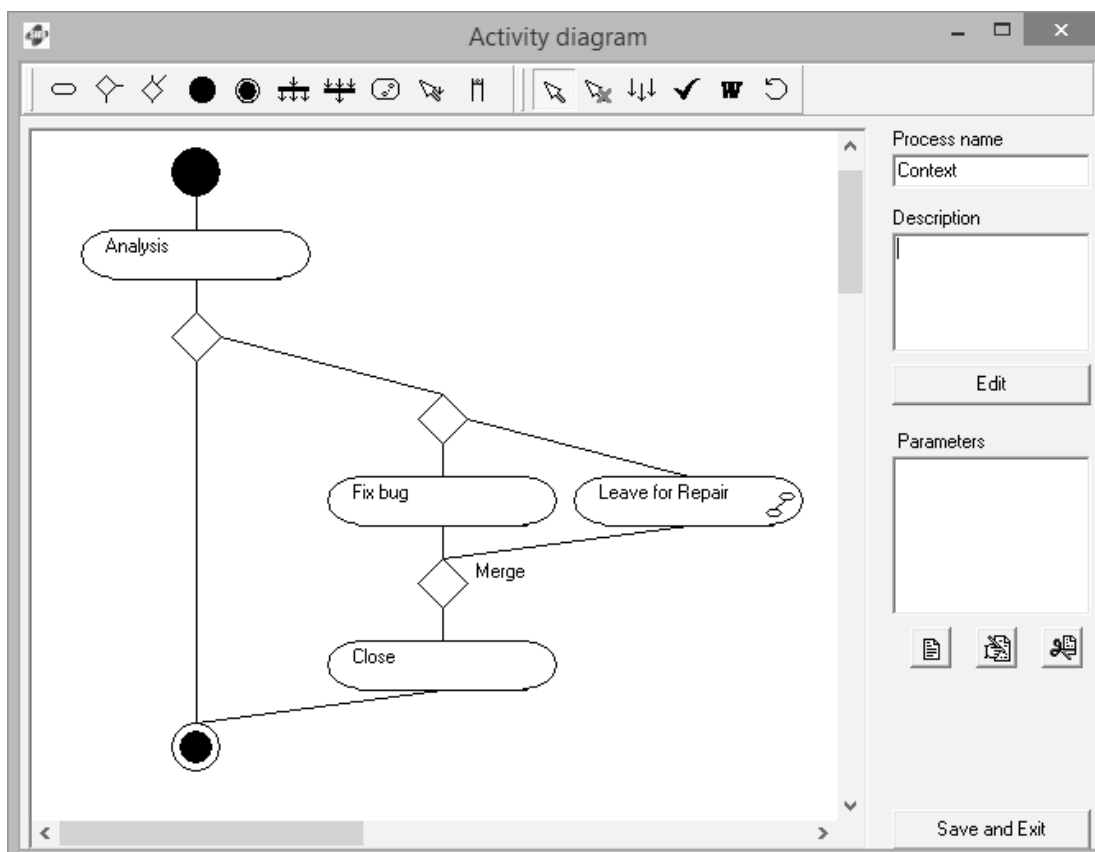 Activity diagram
W
Process name
Context
Description
Edit
Parameters
Save and Exit
Analysis
Fix bug
Leave for Repair
Merge
Close